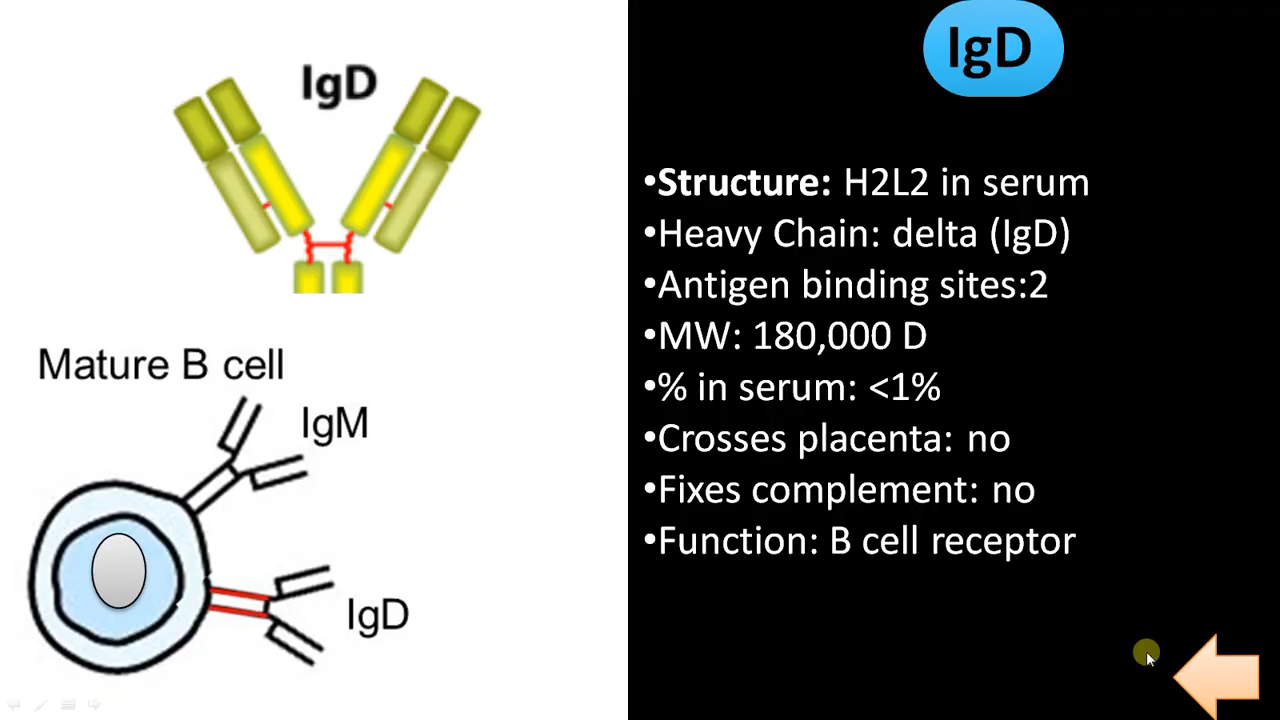 IgD
Mature B cell
IgM
IgD
IgD
•Structure: H2L2 in serum
•Heavy Chain: delta (IgD)
•Antigen binding sites:2
•MW: 180,000 D
•% in serum: <1%
•Crosses placenta: no
•Fixes complement: no
•Function: B cell receptor